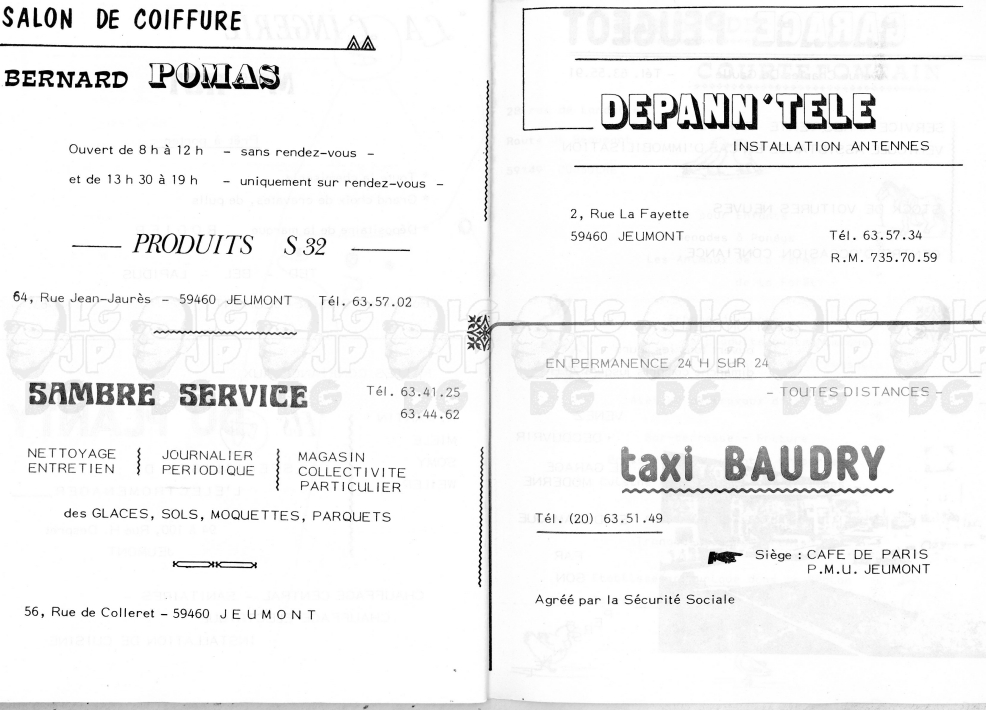 SALON DE COIFFURE
BERNARD POMAS
Ouvert de 8 h à 12 h – sans rendez-vous –
et de 13 h 30 à 19 h – uniquement sur rendez-vous –
PRODUITS S 32
64, Rue Jean-Jaurès – 59460 JEUMONT Tél. 63.57.02
SAMBRE SERVICE
Tél. 63.41.25
63.44.62
NETTOYAGE
ENTRETIEN
JOURNALIER
PERIODIQUE
MAGASIN
COLLECTIVITE
PARTICULIER
des GLACES, SOLS, MOQUETTES, PARQUETS
56, Rue de Colleret – 59460 JEUMONT
DEPANN'TELE
INSTALLATION ANTENNES
2, Rue La Fayette
59460 JEUMONT
Tél. 63.57.34
R.M. 735.70.59
EN PERMANENCE 24 H SUR 24
– TOUTES DISTANCES –
taxi BAUDRY
Tél. (20) 63.51.49
Siège : CAFE DE PARIS
P.M.U. JEUMONT
Agréé par la Sécurité Sociale
LG
JP
DG